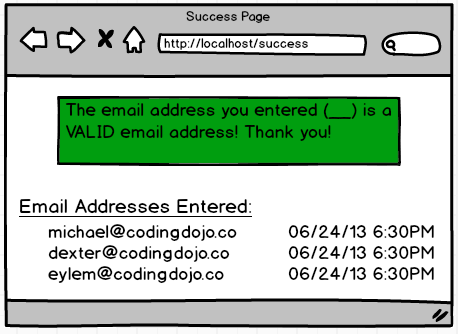 Success Page
http://localhost/success
The email address you entered (__) is a
VALID email address! Thank you!
Email Addresses Entered:
michael@codingdojo.co 06/24/13 6:30PM
dexter@codingdojo.co 06/24/13 6:30PM
eylem@codingdojo.co 06/24/13 6:30PM